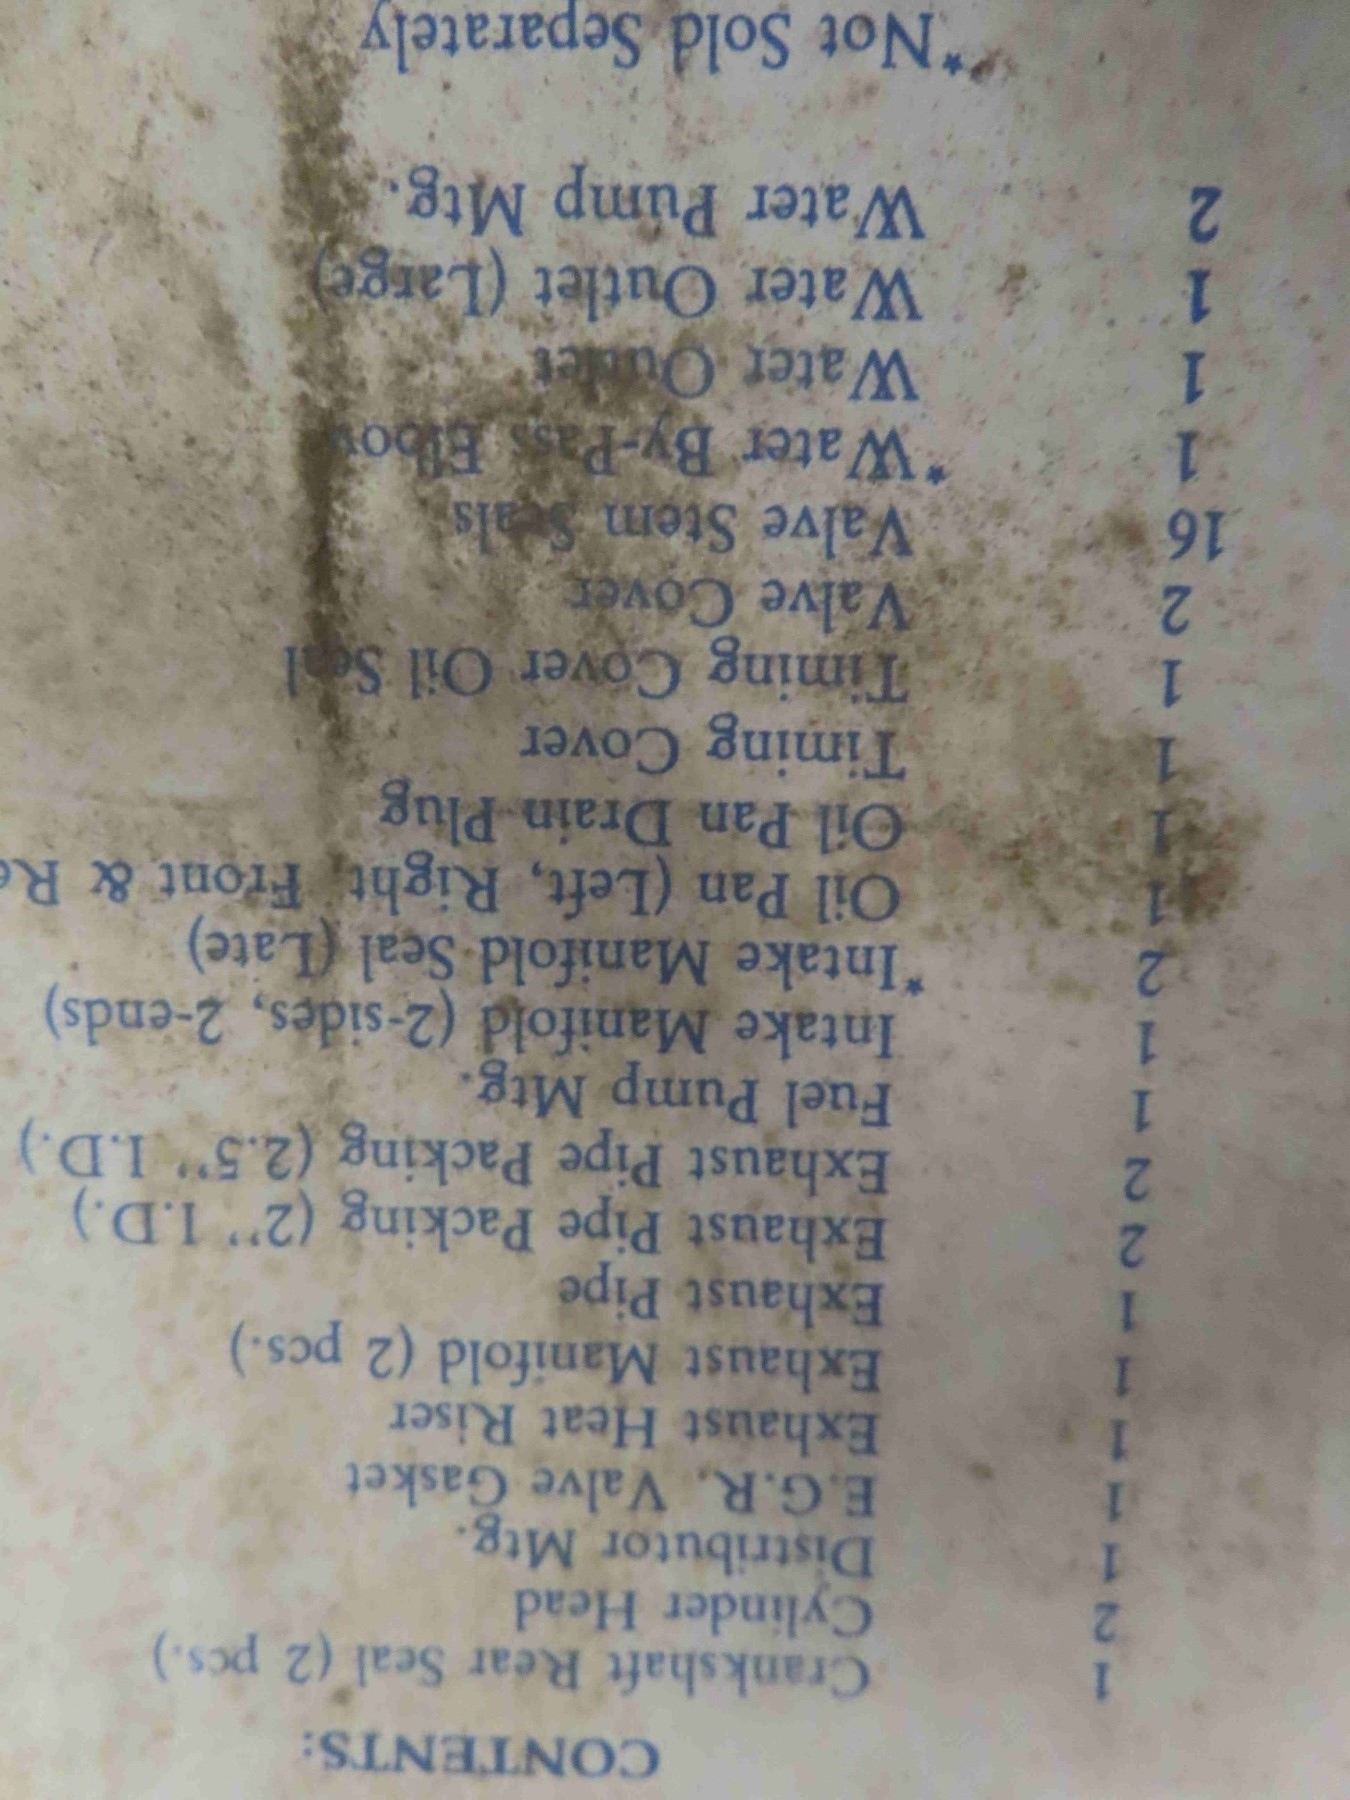 CONTENTS:
1 Crankshaft Rear Seal (2 pcs.)
2 Cylinder Head
1 Distributor Mtg.
1 E.G.R. Valve Gasket
1 Exhaust Heat Riser
1 Exhaust Manifold (2 pcs.)
1 Exhaust Pipe
2 Exhaust Pipe Packing (2" I.D.)
2 Exhaust Pipe Packing (2.5" I.D.)
1 Fuel Pump Mtg.
1 Intake Manifold (2-sides, 2-ends)
2 *Intake Manifold Seal (Late)
1 Oil Pan (Left, Right, Front &
1 Oil Pan Drain Plug
1 Timing Cover
1 Timing Cover Oil Seal
2 Valve Cover
16 Valve Stem Seals
1 *Water By-Pass Elbow
1 Water Outlet
1 Water Outlet (Large)
2 Water Pump Mtg.
*Not Sold Separately